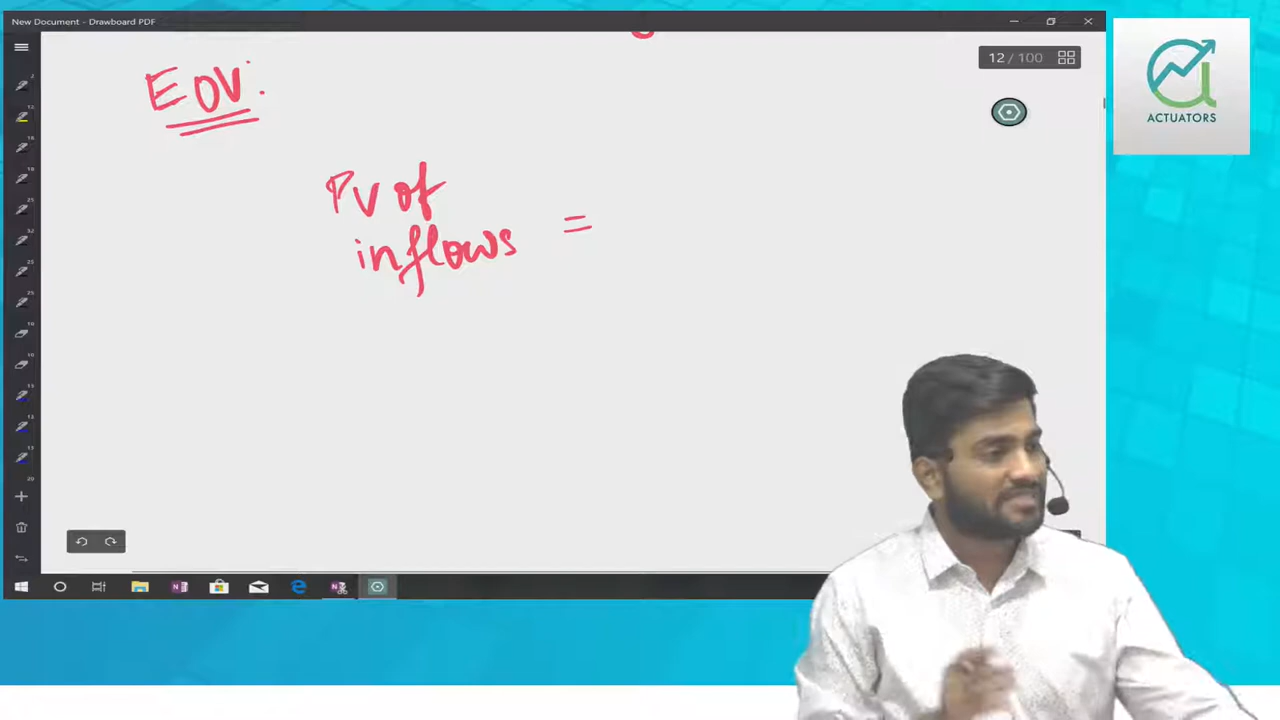 New Document - Drawboard PDF
12 / 100
ACTUATORS
EOV:
PV of
inflows =